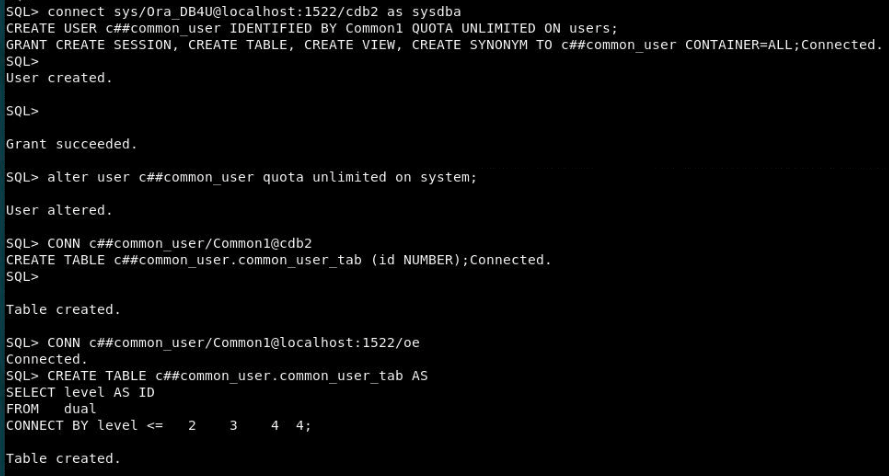 SQL> connect sys/Ora_DB4U@localhost:1522/cdb2 as sysdba
CREATE USER c##common_user IDENTIFIED BY Common1 QUOTA UNLIMITED ON users;
GRANT CREATE SESSION, CREATE TABLE, CREATE VIEW, CREATE SYNONYM TO c##common_user CONTAINER=ALL;Connected.
SQL>
User created.
SQL>
Grant succeeded.
SQL> alter user c##common_user quota unlimited on system;
User altered.
SQL> CONN c##common_user/Common1@cdb2
CREATE TABLE c##common_user.common_user_tab (id NUMBER);Connected.
SQL>
Table created.
SQL> CONN c##common_user/Common1@localhost:1522/oe
Connected.
SQL> CREATE TABLE c##common_user.common_user_tab AS
SELECT level AS ID
FROM   dual
CONNECT BY level <=   2    3    4  4;
Table created.